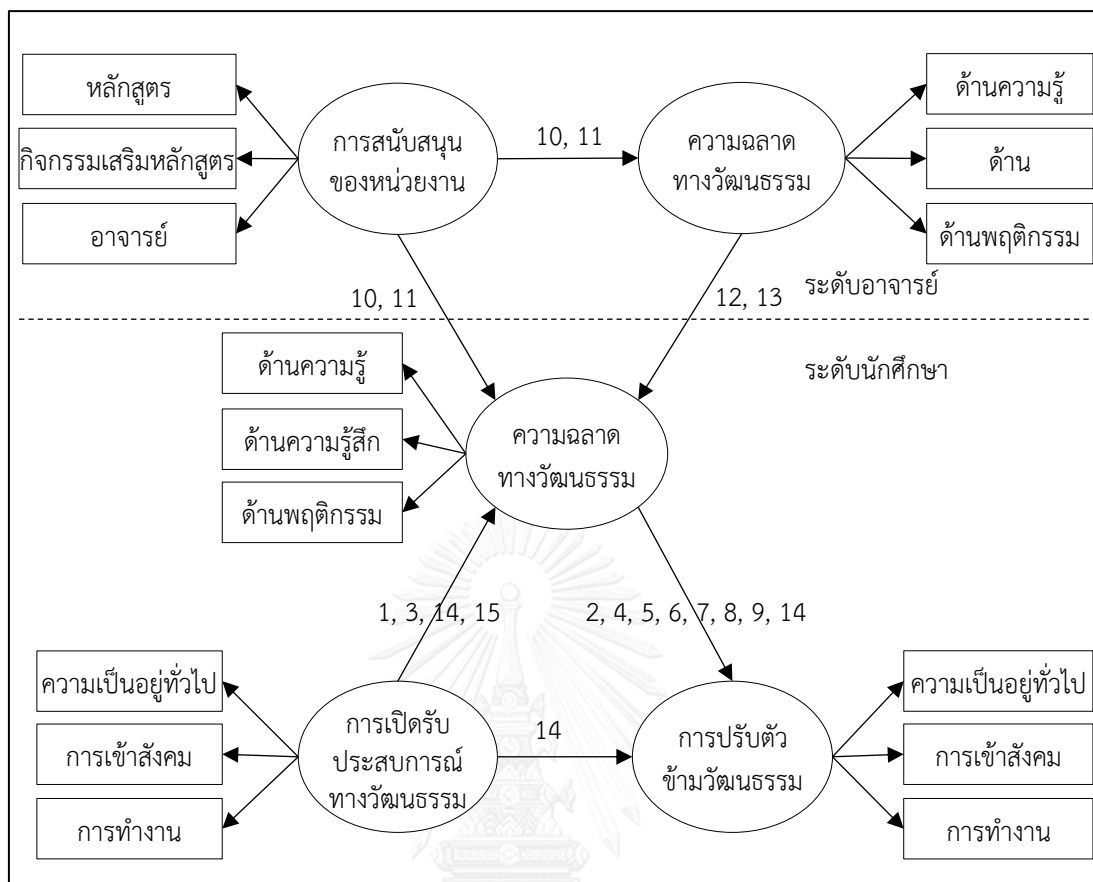 หลักสูตร
กิจกรรมเสริมหลักสูตร
อาจารย์
การสนับสนุน
ของหน่วยงาน
10, 11
ความฉลาด
ทางวัฒนธรรม
ด้านความรู้
ด้าน
ด้านพฤติกรรม
10, 11
12, 13
ระดับอาจารย์
ระดับนักศึกษา
ด้านความรู้
ด้านความรู้สึก
ด้านพฤติกรรม
ความฉลาด
ทางวัฒนธรรม
1, 3, 14, 15
2, 4, 5, 6, 7, 8, 9, 14
ความเป็นอยู่ทั่วไป
การเข้าสังคม
การทำงาน
การเปิดรับ
ประสบการณ์
ทางวัฒนธรรม
14
การปรับตัว
ข้ามวัฒนธรรม
ความเป็นอยู่ทั่วไป
การเข้าสังคม
การทำงาน